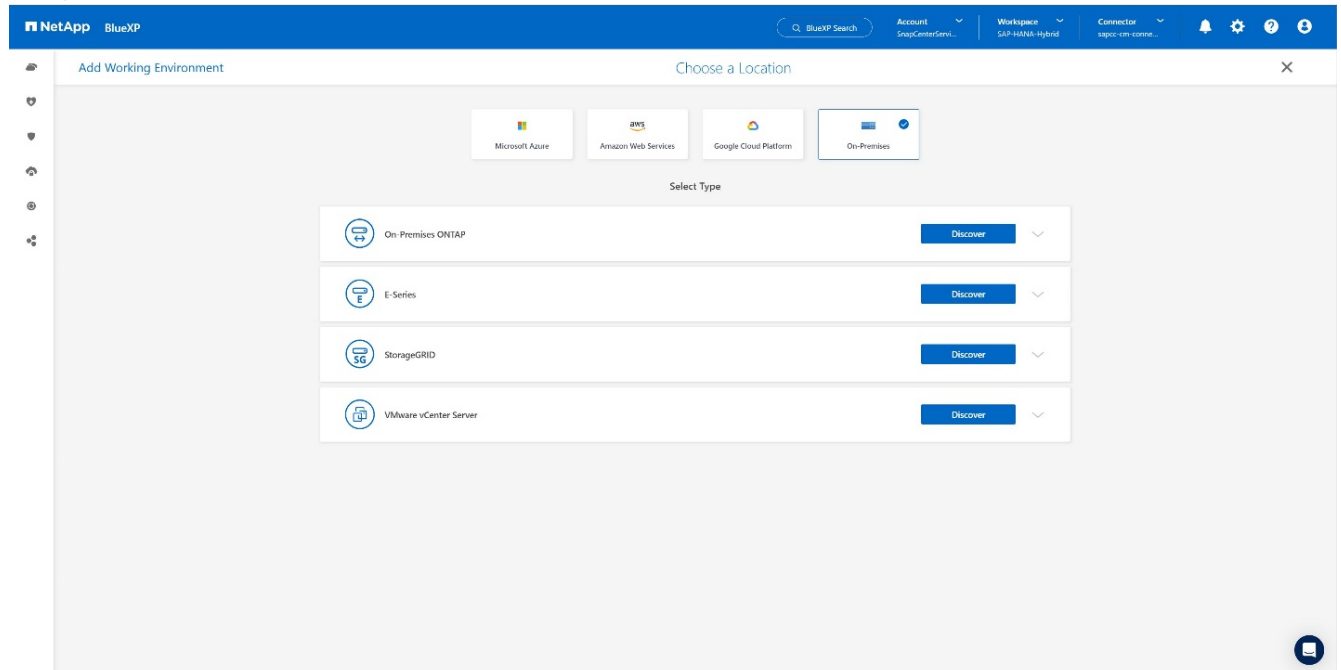 NetApp BlueXP
BlueXP Search
Account
SnapCenterServi...
Workspace
SAP-HANA-Hybrid
Connector
sapcc-cm-conne...
Add Working Environment
Choose a Location
Microsoft Azure
aws
Amazon Web Services
Google Cloud Platform
On-Premises
Select Type
On-Premises ONTAP
Discover
E
E-Series
Discover
SG
StorageGRID
Discover
VMware vCenter Server
Discover